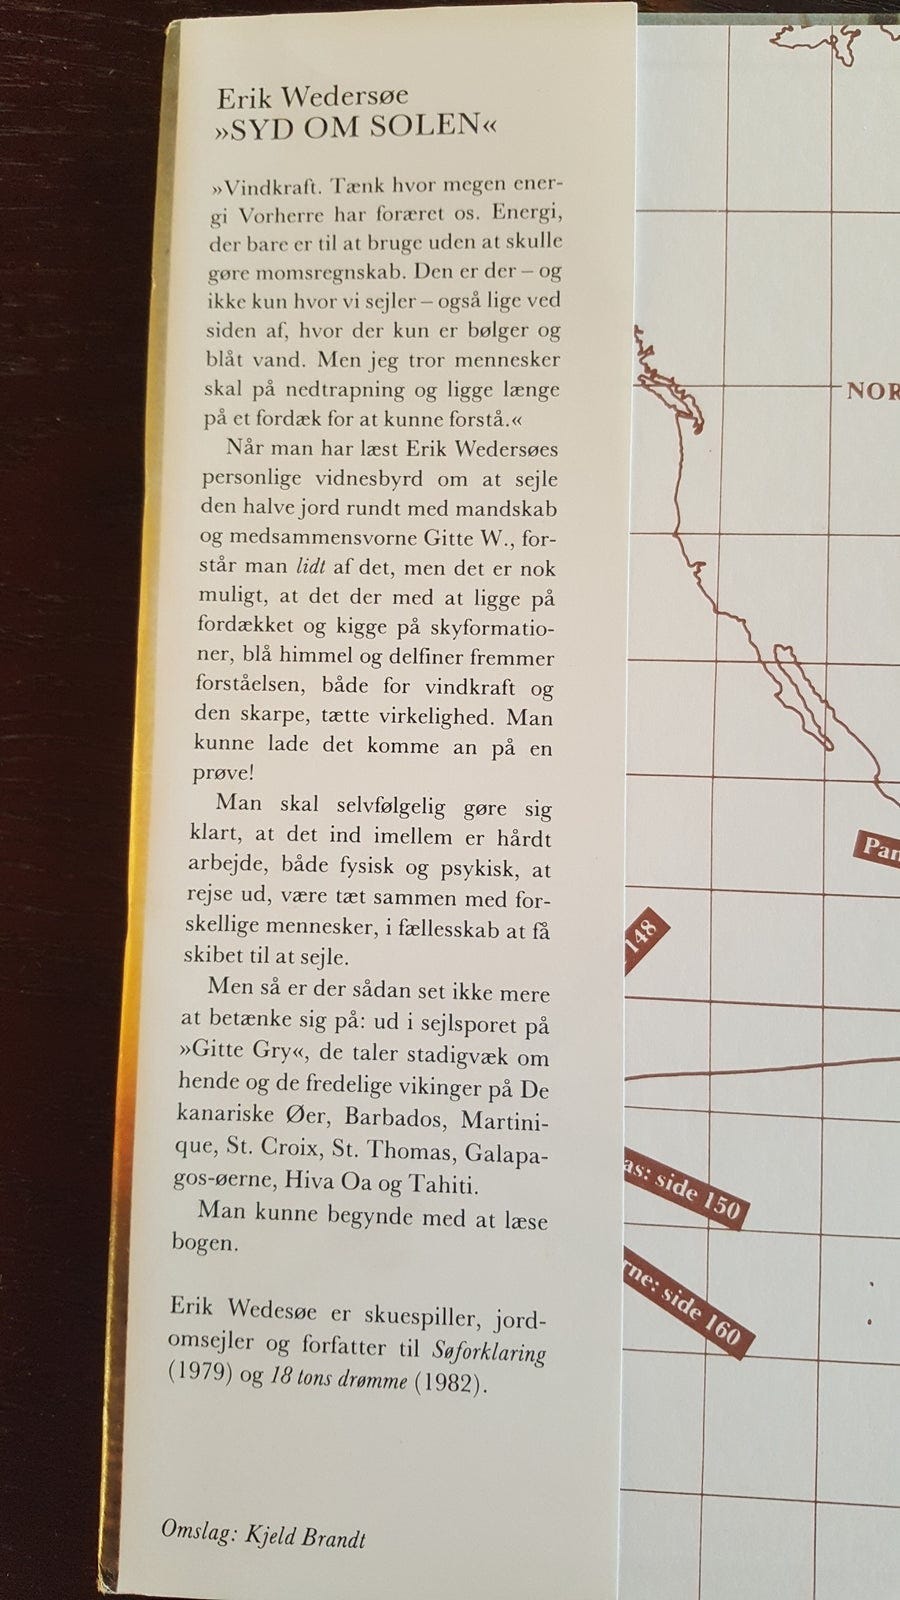 Erik Wedersøe
»SYD OM SOLEN«
»Vindkraft. Tænk hvor megen ener-
gi Vorherre har foræret os. Energi,
der bare er til at bruge uden at skulle
gøre momsregnskab. Den er der – og
ikke kun hvor vi sejler – også lige ved
siden af, hvor der kun er bølger og
blåt vand. Men jeg tror mennesker
skal på nedtrapning og ligge længe
på et fordæk for at kunne forstå.«
Når man har læst Erik Wedersøes
personlige vidnesbyrd om at sejle
den halve jord rundt med mandskab
og medsammensvorne Gitte W., for-
står man lidt af det, men det er nok
muligt, at det der med at ligge på
fordækket og kigge på skyformatio-
ner, blå himmel og delfiner fremmer
forståelsen, både for vindkraft og
den skarpe, tætte virkelighed. Man
kunne lade det komme an på en
prøve!
Man skal selvfølgelig gøre sig
klart, at det ind imellem er hårdt
arbejde, både fysisk og psykisk, at
rejse ud, være tæt sammen med for-
skellige mennesker, i fællesskab at få
skibet til at sejle.
Men så er der sådan set ikke mere
at betænke sig på: ud i sejlsporet på
»Gitte Gry«, de taler stadigvæk om
hende og de fredelige vikinger på De
kanariske Øer, Barbados, Martini-
que, St. Croix, St. Thomas, Galapa-
gos-øerne, Hiva Oa og Tahiti.
Man kunne begynde med at læse
bogen.
Erik Wedesøe er skuespiller, jord-
omsejler og forfatter til Søforklaring
(1979) og 18 tons drømme (1982).
Omslag: Kjeld Brandt
NOR
Pan
148
as: side 150
rne: side 160